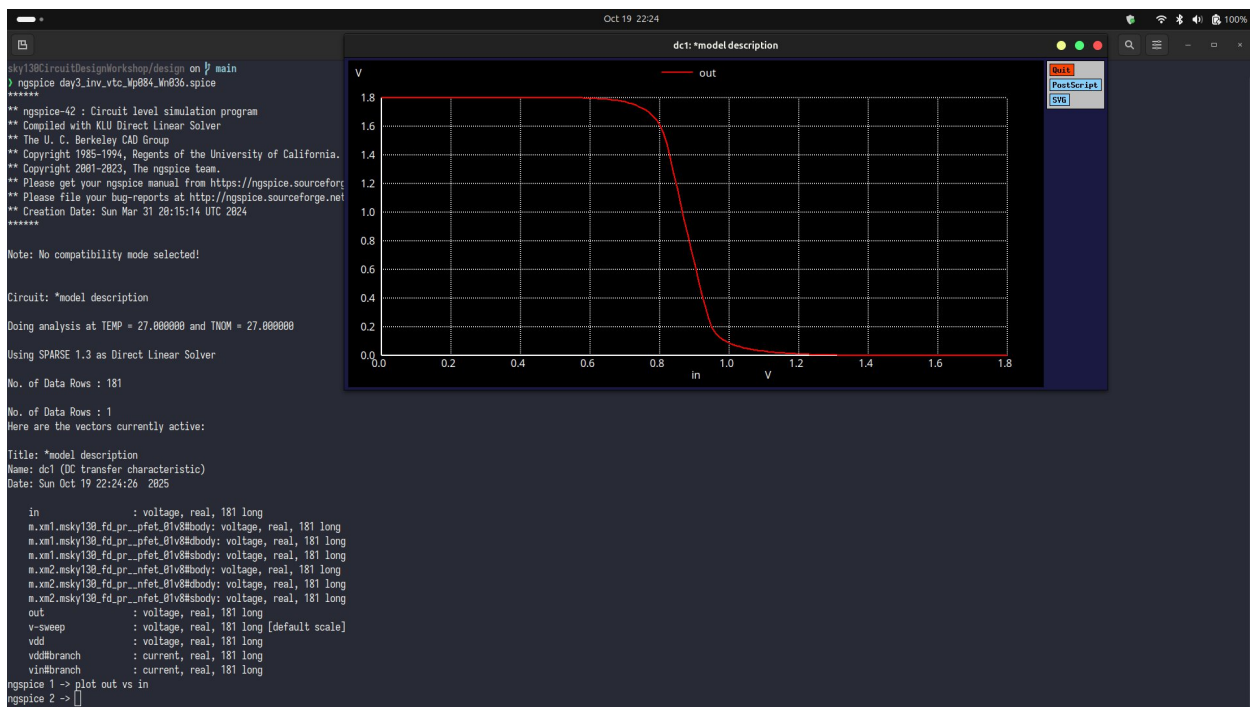 Oct 19 22:24
100%
sky130CircuitDesignWorkshop/design on main
❯ ngspice day3_inv_vtc_Wp084_Wn036.spice
******
** ngspice-42 : Circuit level simulation program
** Compiled with KLU Direct Linear Solver
** The U. C. Berkeley CAD Group
** Copyright 1985-1994, Regents of the University of California.
** Copyright 2001-2023, The ngspice team.
** Please get your ngspice manual from https://ngspice.sourceforg
** Please file your bug-reports at http://ngspice.sourceforge.net
** Creation Date: Sun Mar 31 20:15:14 UTC 2024
******
Note: No compatibility mode selected!
Circuit: *model description
Doing analysis at TEMP = 27.000000 and TNOM = 27.000000
Using SPARSE 1.3 as Direct Linear Solver
No. of Data Rows : 181
No. of Data Rows : 1
Here are the vectors currently active:
Title: *model description
Name: dc1 (DC transfer characteristic)
Date: Sun Oct 19 22:24:26  2025
in : voltage, real, 181 long
m.xm1.msky130_fd_pr__pfet_01v8#body: voltage, real, 181 long
m.xm1.msky130_fd_pr__pfet_01v8#dbody: voltage, real, 181 long
m.xm1.msky130_fd_pr__pfet_01v8#sbody: voltage, real, 181 long
m.xm2.msky130_fd_pr__nfet_01v8#body: voltage, real, 181 long
m.xm2.msky130_fd_pr__nfet_01v8#dbody: voltage, real, 181 long
m.xm2.msky130_fd_pr__nfet_01v8#sbody: voltage, real, 181 long
out : voltage, real, 181 long
v-sweep : voltage, real, 181 long [default scale]
vdd : voltage, real, 181 long
vdd#branch : current, real, 181 long
vin#branch : current, real, 181 long
ngspice 1 -> plot out vs in
ngspice 2 ->
dc1: *model description
V
out
Quit
PostScript
SVG
1.8
1.6
1.4
1.2
1.0
0.8
0.6
0.4
0.2
0.0
0.0 0.2 0.4 0.6 0.8 1.0 1.2 1.4 1.6 1.8
in V